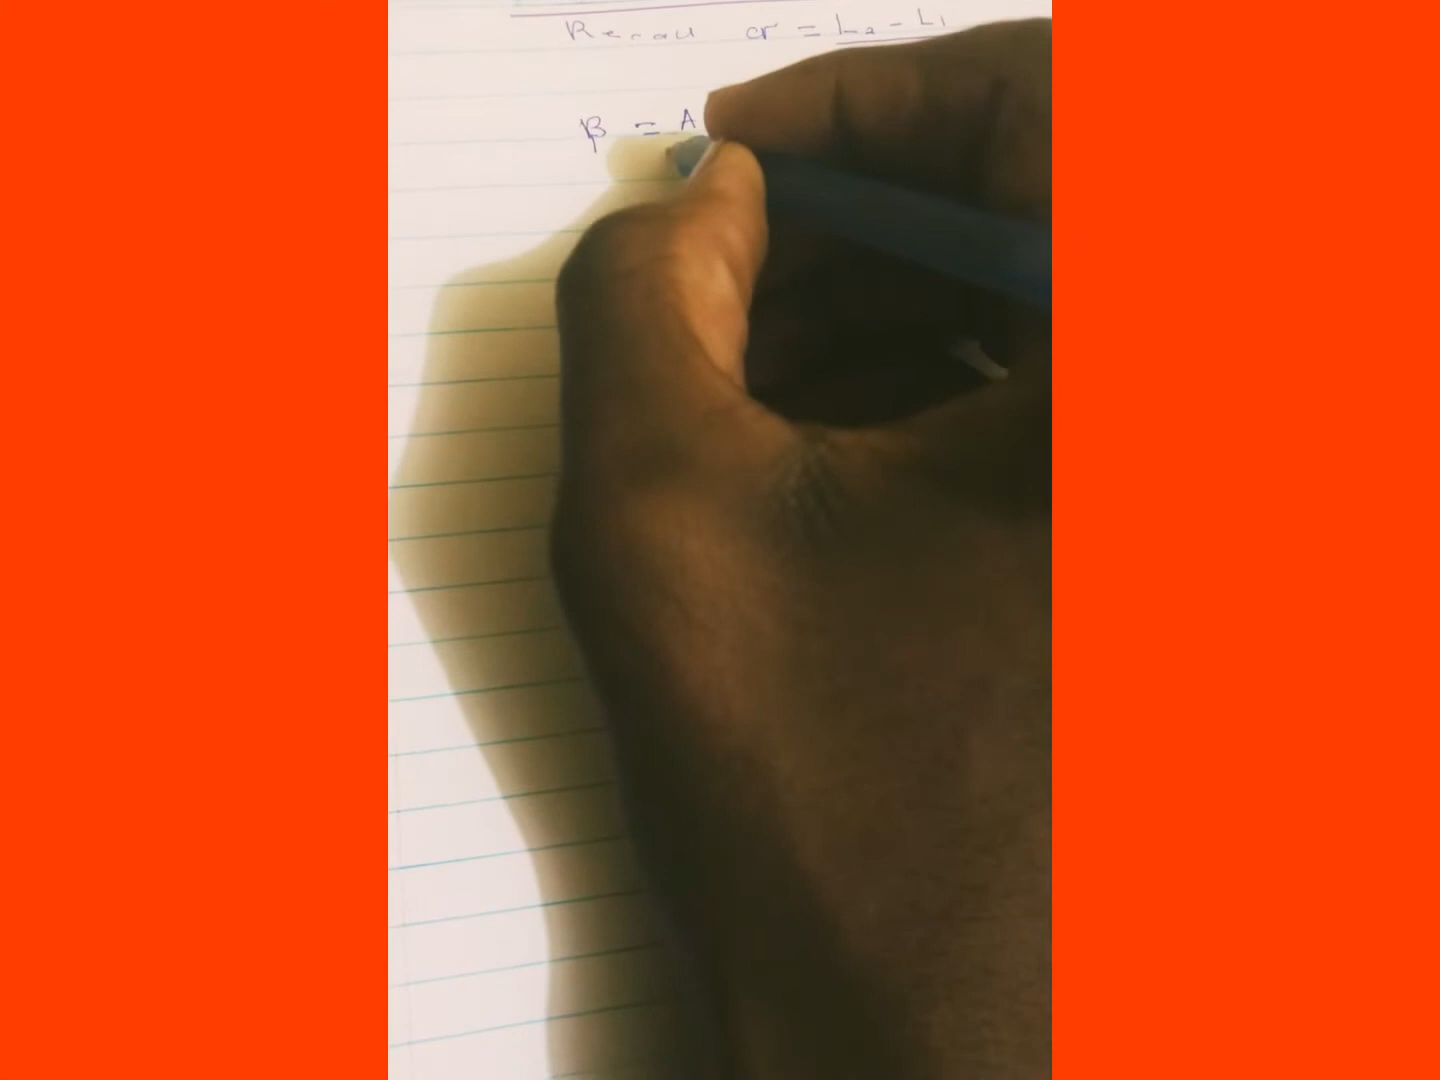 Recall α = L₂ - L₁
β = A